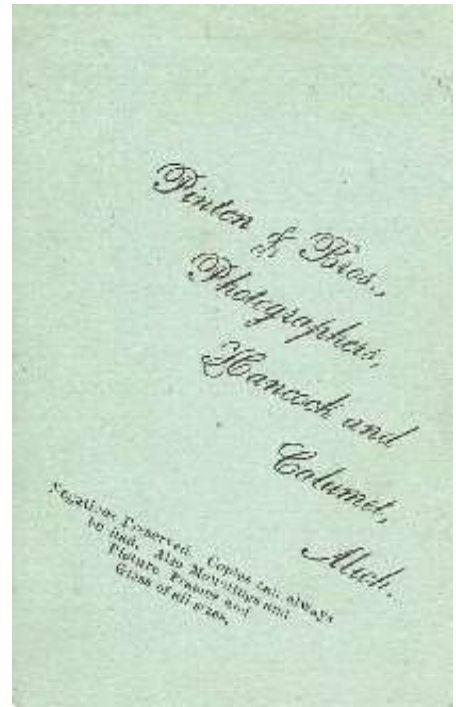 Pinten & Bros.,
Photographers,
Hancock and
Calumet,
Mich.
Negatives Preserved. Copies can always
be had. Also Mountings and
Picture Frames and
Glass of all sizes.